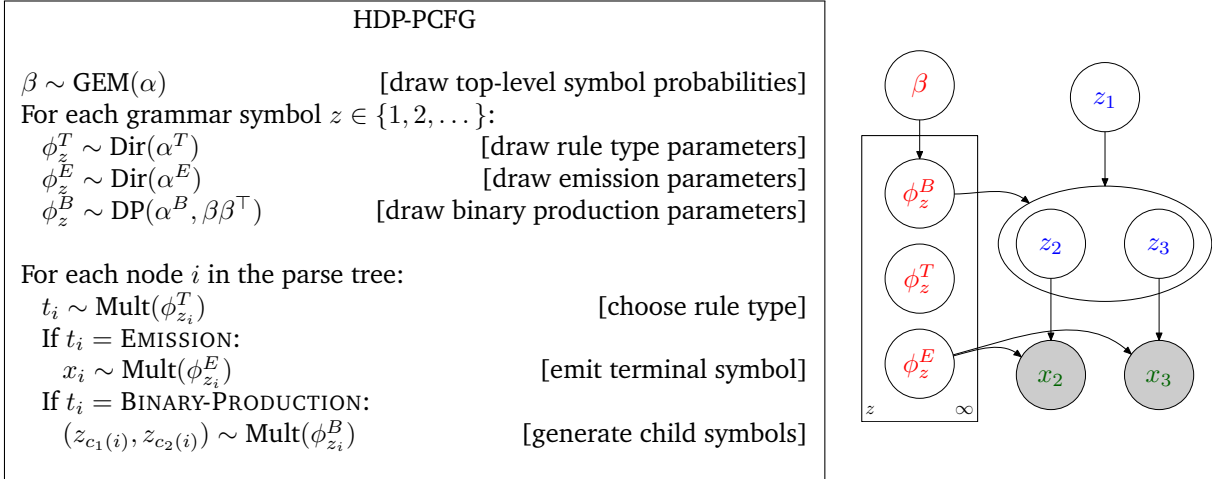 HDP-PCFG
β ∼ GEM(α) [draw top-level symbol probabilities]
For each grammar symbol z ∈ {1, 2, . . . }:
ϕ_z^T ∼ Dir(α^T) [draw rule type parameters]
ϕ_z^E ∼ Dir(α^E) [draw emission parameters]
ϕ_z^B ∼ DP(α^B, ββ^⊤) [draw binary production parameters]
For each node i in the parse tree:
t_i ∼ Mult(ϕ_{z_i}^T) [choose rule type]
If t_i = EMISSION:
x_i ∼ Mult(ϕ_{z_i}^E) [emit terminal symbol]
If t_i = BINARY-PRODUCTION:
(z_{c_1(i)}, z_{c_2(i)}) ∼ Mult(ϕ_{z_i}^B) [generate child symbols]
β
z_1
ϕ_z^B
z_2 z_3
ϕ_z^T
ϕ_z^E
x_2 x_3
z ∞